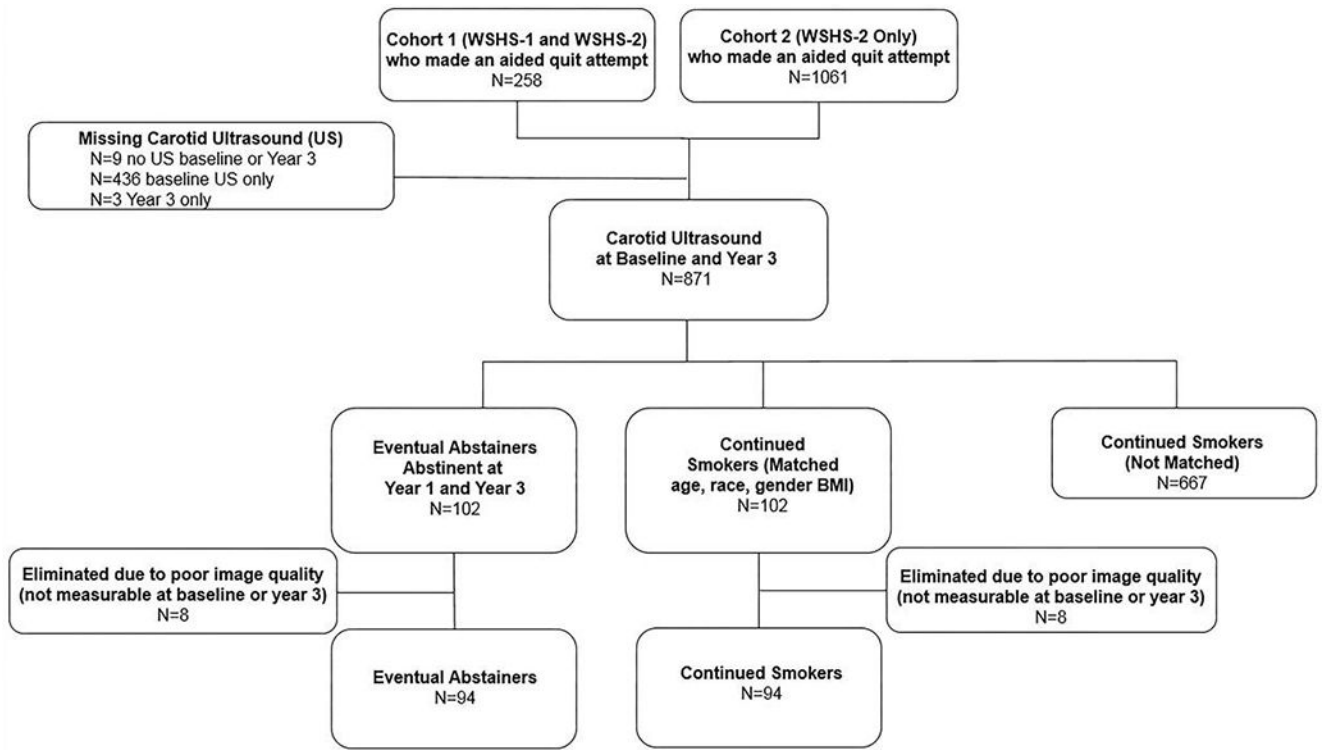 Cohort 1 (WSHS-1 and WSHS-2)
who made an aided quit attempt
N=258
Cohort 2 (WSHS-2 Only)
who made an aided quit attempt
N=1061
Missing Carotid Ultrasound (US)
N=9 no US baseline or Year 3
N=436 baseline US only
N=3 Year 3 only
Carotid Ultrasound
at Baseline and Year 3
N=871
Eventual Abstainers
Abstinent at
Year 1 and Year 3
N=102
Continued
Smokers (Matched
age, race, gender BMI)
N=102
Continued Smokers
(Not Matched)
N=667
Eliminated due to poor image quality
(not measurable at baseline or year 3)
N=8
Eliminated due to poor image quality
(not measurable at baseline or year 3)
N=8
Eventual Abstainers
N=94
Continued Smokers
N=94